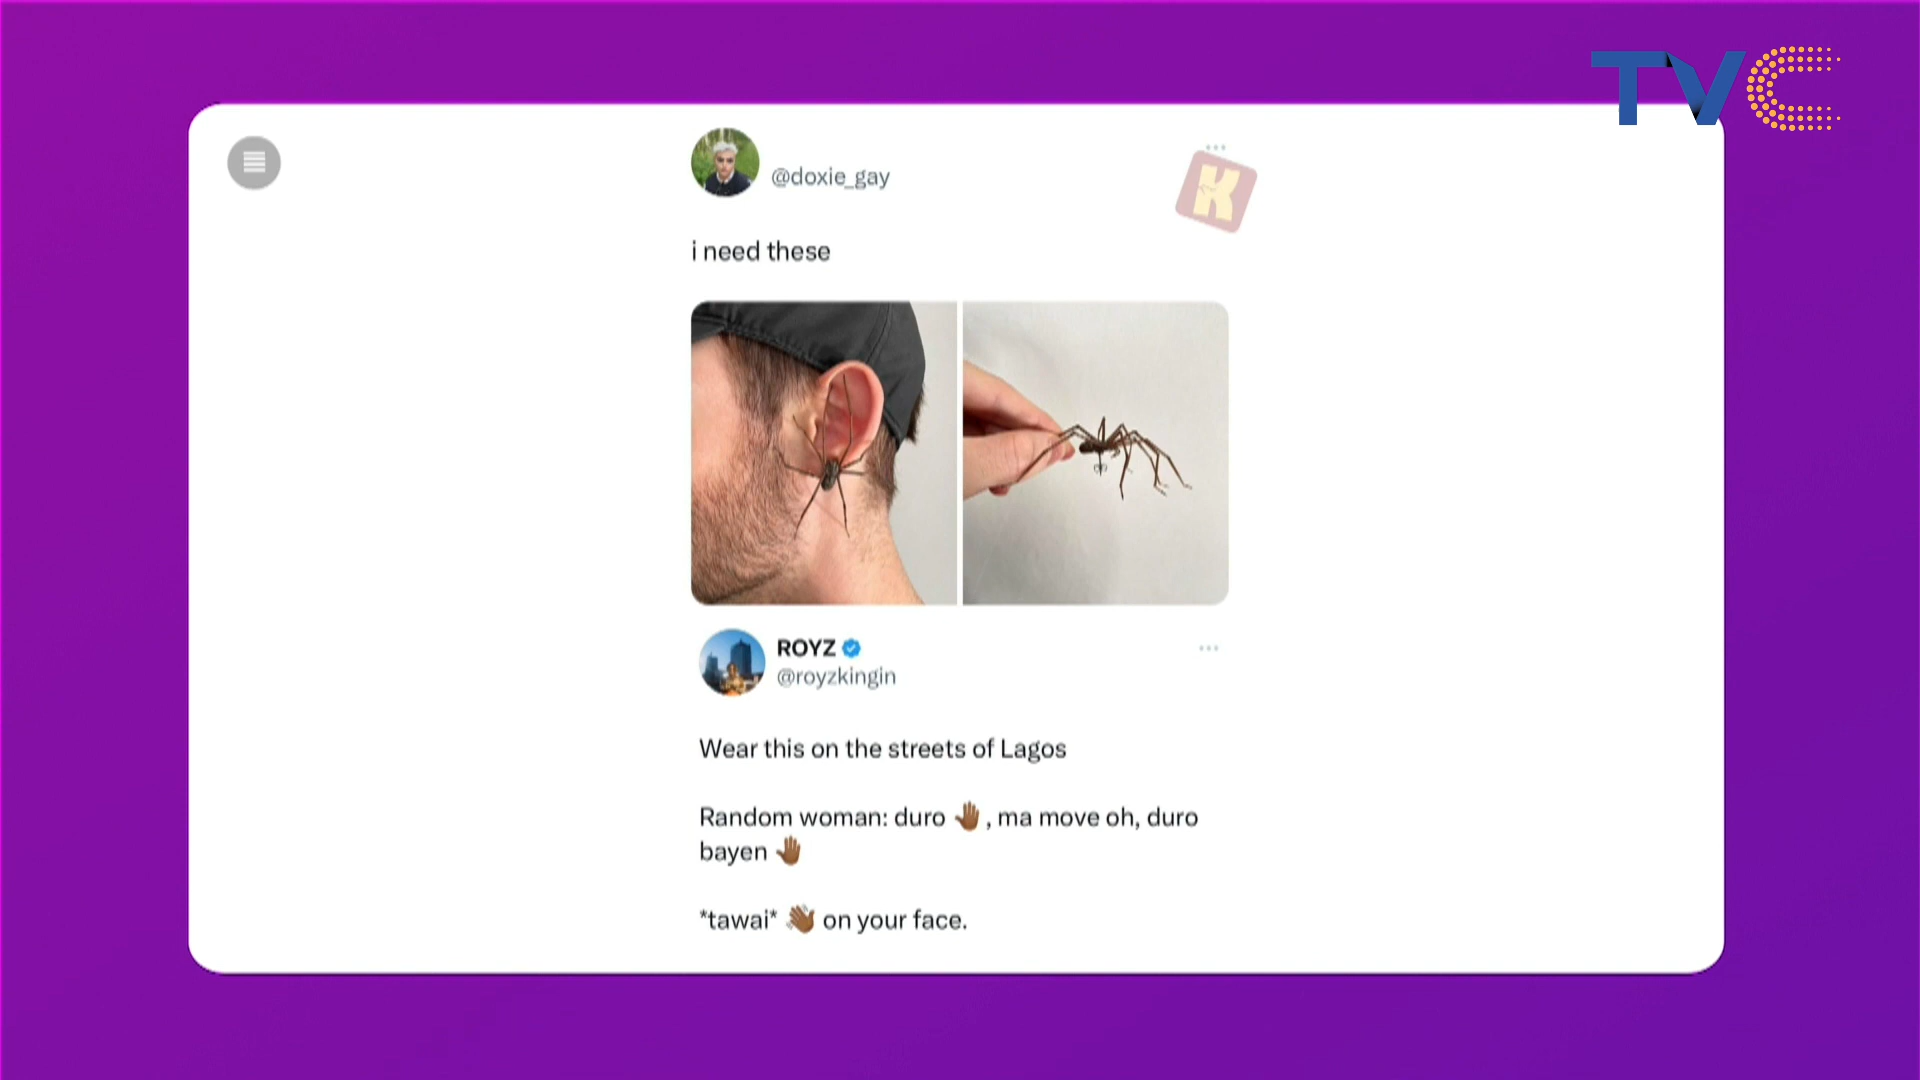 TVC
@doxie_gay
K
i need these
ROYZ
@royzkingin
Wear this on the streets of Lagos
Random woman: duro 🤚🏾 , ma move oh, duro
bayen 🤚🏾
*tawai* 👋🏾 on your face.